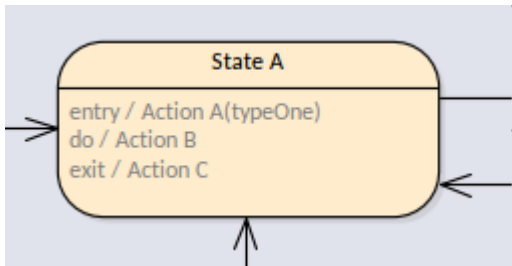 State A
entry / Action A(typeOne)
do / Action B
exit / Action C